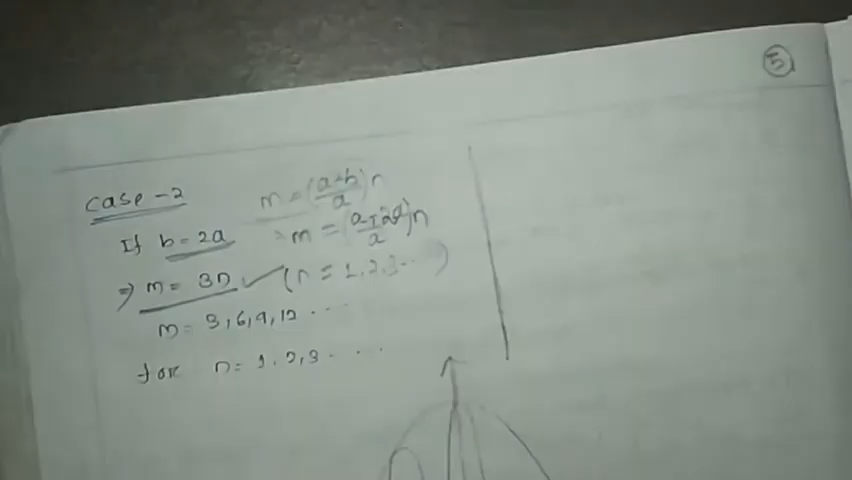 5
Case-2 m = (a+b/a)n
If b=2a ⇒ m = (a+2a/a)n
⇒ m = 3n ✓ (n = 1,2,3...)
m = 3,6,9,12....
for n = 1,2,3.....